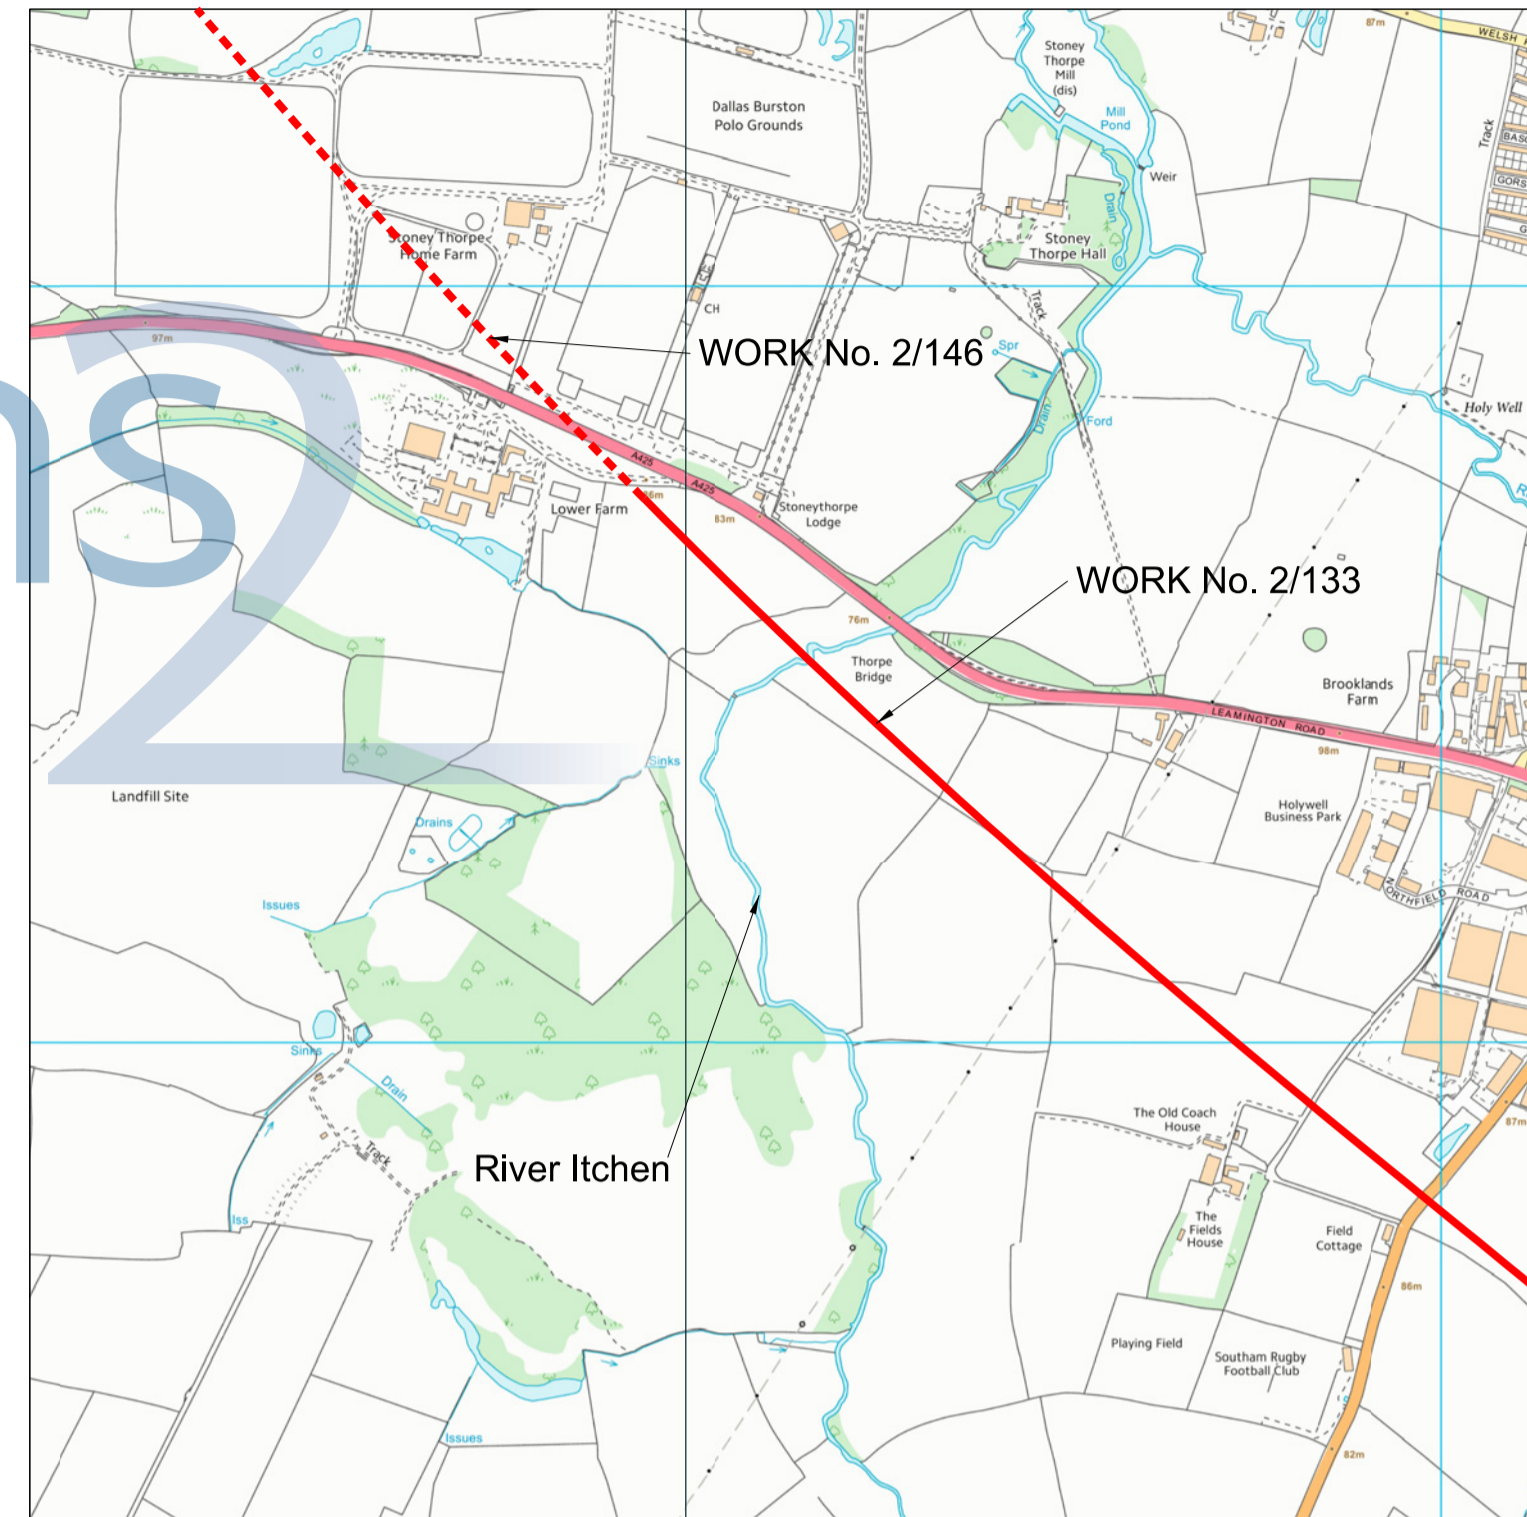 87m
WELSH
Stoney
Thorpe
Mill
(dis)
Dallas Burston
Polo Grounds
Mill
Pond
Track
Weir
Drain
Stoney Thorpe
Home Farm
Stoney
Thorpe Hall
Track
CH
97m
WORK No. 2/146
Spr
Holy Well
Drain
Ford
A425
A425
86m
83m
Lower Farm
Stoneythorpe
Lodge
ns2
WORK No. 2/133
76m
Thorpe
Bridge
Brooklands
Farm
LEAMINGTON ROAD
98m
Sinks
Landfill Site
Holywell
Business Park
Drains
NORTHFIELD ROAD
Issues
Sinks
Drain
The Old Coach
House
87m
Track
River Itchen
Iss
The
Fields
House
Field
Cottage
86m
Playing Field
Southam Rugby
Football Club
Issues
82m